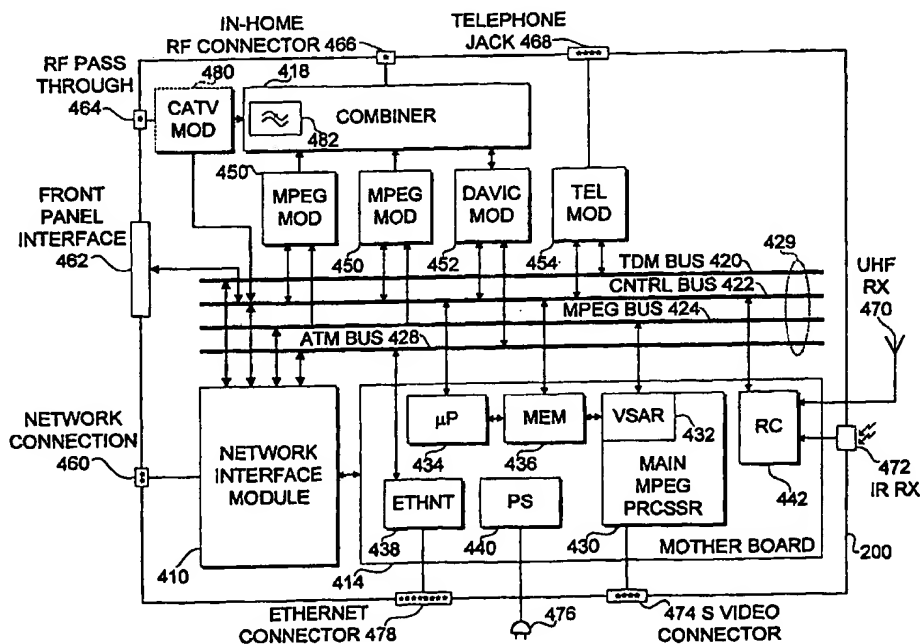 IN-HOME
RF CONNECTOR 466
TELEPHONE
JACK 468
RF PASS
THROUGH
464
480
CATV
MOD
418
COMBINER
482
450
MPEG
MOD
MPEG
MOD
450
DAVIC
MOD
452
TEL
MOD
454
FRONT
PANEL
INTERFACE
462
429
TDM BUS 420
CNTRL BUS 422
MPEG BUS 424
ATM BUS 428
UHF
RX
470
NETWORK
CONNECTION
460
NETWORK
INTERFACE
MODULE
410
µP
434
MEM
436
VSAR
432
MAIN
MPEG
PRCSSR
430
RC
442
472
IR RX
ETHNT
438
PS
440
MOTHER BOARD
414
200
ETHERNET
CONNECTOR 478
476
474 S VIDEO
CONNECTOR